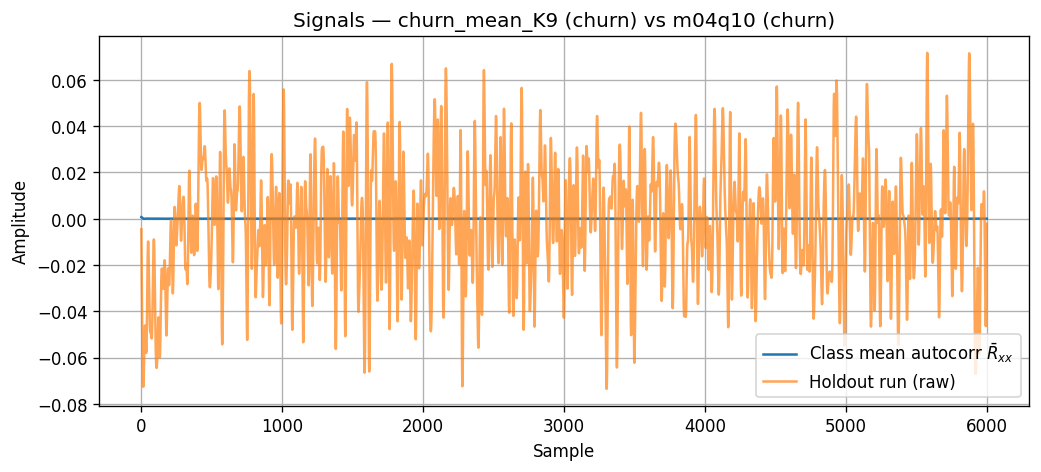 Signals — churn_mean_K9 (churn) vs m04q10 (churn)
0.06
0.04
0.02
0.00
−0.02
−0.04
−0.06
−0.08
Amplitude
Class mean autocorr R̄xx
Holdout run (raw)
0 1000 2000 3000 4000 5000 6000
Sample